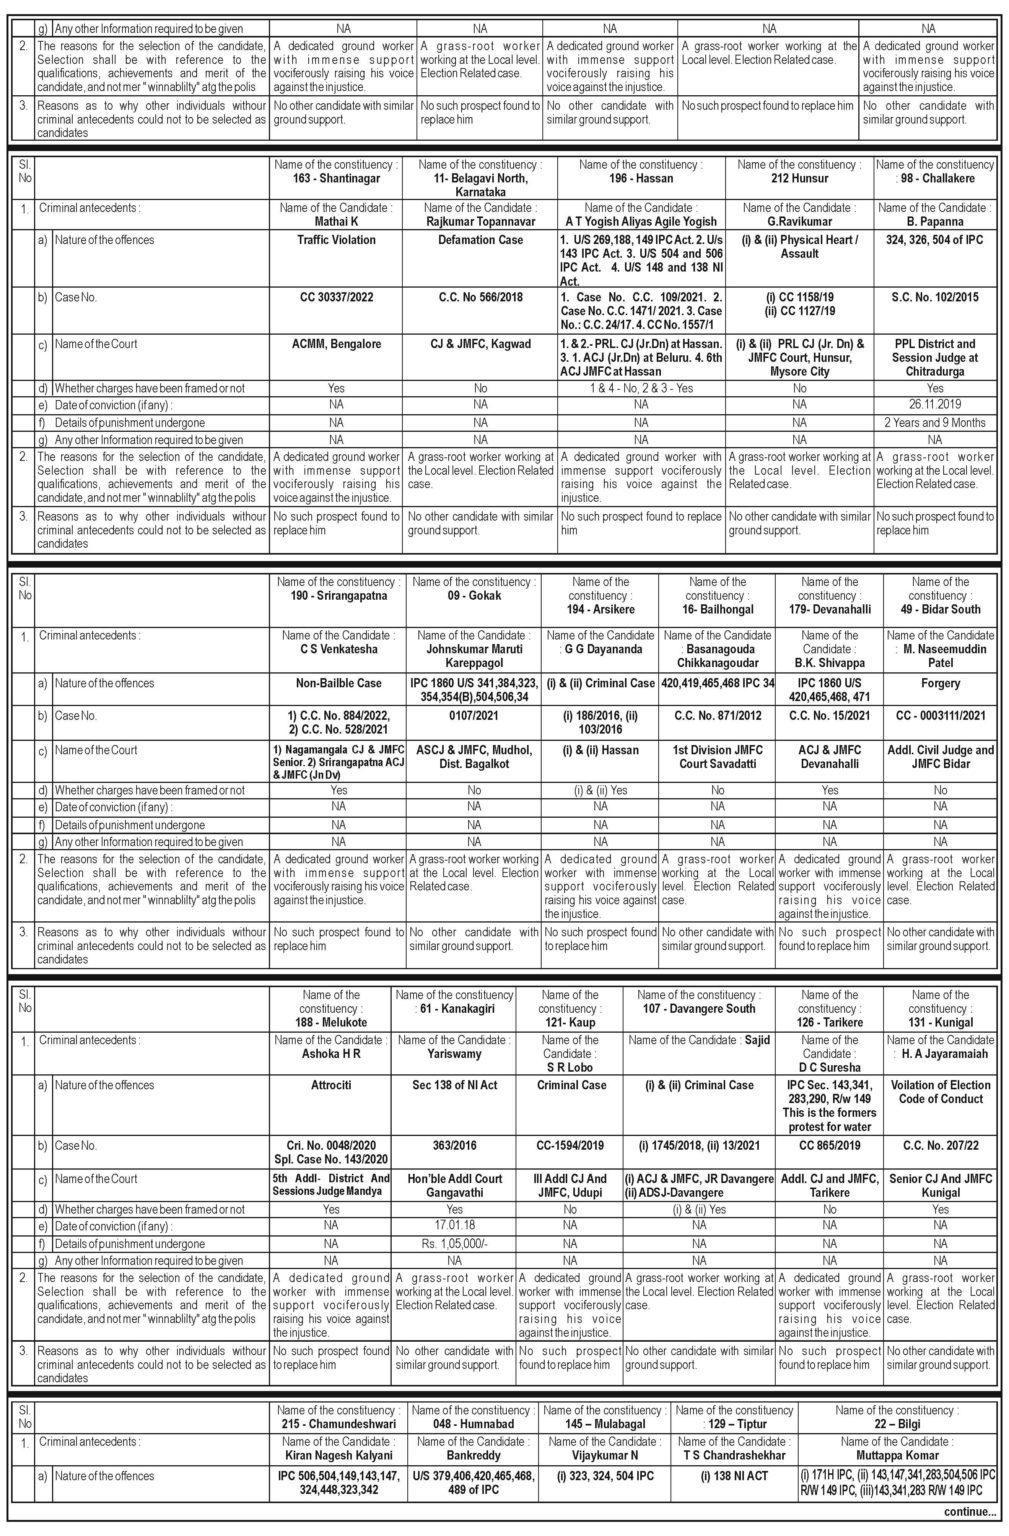 g) Any other Information required to be given NA NA NA NA NA
2. The reasons for the selection of the candidate, A dedicated ground worker A grass-root worker A dedicated ground worker A grass-root worker working at the A dedicated ground worker
Selection shall be with reference to the with immense support working at the Local level. with immense support Local level. Election Related case. with immense support
qualifications, achievements and merit of the vociferously raising his voice Election Related case. vociferously raising his vociferously raising his voice
candidate, and not mer " winnablilty" atg the polis against the injustice. voice against the injustice. against the injustice.
3. Reasons as to why other individuals withour No other candidate with similar No such prospect found to No other candidate with No such prospect found to replace him No other candidate with
criminal antecedents could not to be selected as ground support. replace him similar ground support. similar ground support.
candidates
Sl. Name of the constituency : Name of the constituency : Name of the constituency : Name of the constituency : Name of the constituency
No 163 - Shantinagar 11- Belagavi North, 196 - Hassan 212 Hunsur : 98 - Challakere
Karnataka
1. Criminal antecedents : Name of the Candidate : Name of the Candidate : Name of the Candidate : Name of the Candidate : Name of the Candidate :
Mathai K Rajkumar Topannavar A T Yogish Aliyas Agile Yogish G.Ravikumar B. Papanna
a) Nature of the offences Traffic Violation Defamation Case 1. U/S 269,188, 149 IPC Act. 2. U/s (i) & (ii) Physical Heart / 324, 326, 504 of IPC
143 IPC Act. 3. U/S 504 and 506 Assault
IPC Act. 4. U/S 148 and 138 NI
Act.
b) Case No. CC 30337/2022 C.C. No 566/2018 1. Case No. C.C. 109/2021. 2. (i) CC 1158/19 S.C. No. 102/2015
Case No. C.C. 1471/ 2021. 3. Case (ii) CC 1127/19
No.: C.C. 24/17. 4. CC No. 1557/1
c) Name of the Court ACMM, Bengalore CJ & JMFC, Kagwad 1. & 2.- PRL. CJ (Jr.Dn) at Hassan. (i) & (ii) PRL CJ (Jr. Dn) & PPL District and
3. 1. ACJ (Jr.Dn) at Beluru. 4. 6th JMFC Court, Hunsur, Session Judge at
ACJ JMFC at Hassan Mysore City Chitradurga
d) Whether charges have been framed or not Yes No 1 & 4 - No, 2 & 3 - Yes No Yes
e) Date of conviction (if any) : NA NA NA NA 26.11.2019
f) Details of punishment undergone NA NA NA NA 2 Years and 9 Months
g) Any other Information required to be given NA NA NA NA NA
2. The reasons for the selection of the candidate, A dedicated ground worker A grass-root worker working at A dedicated ground worker with A grass-root worker working at A grass-root worker
Selection shall be with reference to the with immense support the Local level. Election Related immense support vociferously the Local level. Election working at the Local level.
qualifications, achievements and merit of the vociferously raising his case. raising his voice against the Related case. Election Related case.
candidate, and not mer " winnablilty" atg the polis voice against the injustice. injustice.
3. Reasons as to why other individuals withour No such prospect found to No other candidate with similar No such prospect found to replace No other candidate with similar No such prospect found to
criminal antecedents could not to be selected as replace him ground support. him ground support. replace him
candidates
Sl. Name of the constituency : Name of the constituency : Name of the Name of the Name of the Name of the
No 190 - Srirangapatna 09 - Gokak constituency : constituency : constituency : constituency :
194 - Arsikere 16- Bailhongal 179- Devanahalli 49 - Bidar South
1. Criminal antecedents : Name of the Candidate : Name of the Candidate : Name of the Candidate Name of the Candidate Name of the Name of the Candidate
C S Venkatesha Johnskumar Maruti : G G Dayananda : Basanagouda Candidate : : M. Naseemuddin
Kareppagol Chikkanagoudar B.K. Shivappa Patel
a) Nature of the offences Non-Bailble Case IPC 1860 U/S 341,384,323, (i) & (ii) Criminal Case 420,419,465,468 IPC 34 IPC 1860 U/S Forgery
354,354(B),504,506,34 420,465,468, 471
b) Case No. 1) C.C. No. 884/2022, 0107/2021 (i) 186/2016, (ii) C.C. No. 871/2012 C.C. No. 15/2021 CC - 0003111/2021
2) C.C. No. 528/2021 103/2016
c) Name of the Court 1) Nagamangala CJ & JMFC ASCJ & JMFC, Mudhol, (i) & (ii) Hassan 1st Division JMFC ACJ & JMFC Addl. Civil Judge and
Senior. 2) Srirangapatna ACJ Dist. Bagalkot Court Savadatti Devanahalli JMFC Bidar
& JMFC (Jn Dv)
d) Whether charges have been framed or not Yes No (i) & (ii) Yes No Yes No
e) Date of conviction (if any) : NA NA NA NA NA NA
f) Details of punishment undergone NA NA NA NA NA NA
g) Any other Information required to be given NA NA NA NA NA NA
2. The reasons for the selection of the candidate, A dedicated ground worker A grass-root worker working A dedicated ground A grass-root worker A dedicated ground A grass-root worker
Selection shall be with reference to the with immense support at the Local level. Election worker with immense working at the Local worker with immense working at the Local
qualifications, achievements and merit of the vociferously raising his voice Related case. support vociferously level. Election Related support vociferously level. Election Related
candidate, and not mer " winnablilty" atg the polis against the injustice. raising his voice against case. raising his voice case.
the injustice. against the injustice.
3. Reasons as to why other individuals withour No such prospect found to No other candidate with No such prospect found No other candidate with No such prospect No other candidate with
criminal antecedents could not to be selected as replace him similar ground support. to replace him similar ground support. found to replace him similar ground support.
candidates
Sl. Name of the Name of the constituency Name of the Name of the constituency : Name of the Name of the
No constituency : : 61 - Kanakagiri constituency : 107 - Davangere South constituency : constituency :
188 - Melukote 121- Kaup 126 - Tarikere 131 - Kunigal
1. Criminal antecedents : Name of the Candidate : Name of the Candidate : Name of the Name of the Candidate : Sajid Name of the Name of the Candidate
Ashoka H R Yariswamy Candidate : Candidate : : H. A Jayaramaiah
S R Lobo D C Suresha
a) Nature of the offences Attrociti Sec 138 of NI Act Criminal Case (i) & (ii) Criminal Case IPC Sec. 143,341, Voilation of Election
283,290, R/w 149 Code of Conduct
This is the formers
protest for water
b) Case No. Cri. No. 0048/2020 363/2016 CC-1594/2019 (i) 1745/2018, (ii) 13/2021 CC 865/2019 C.C. No. 207/22
Spl. Case No. 143/2020
c) Name of the Court 5th Addl- District And Hon'ble Addl Court III Addl CJ And (i) ACJ & JMFC, JR Davangere Addl. CJ and JMFC, Senior CJ And JMFC
Sessions Judge Mandya Gangavathi JMFC, Udupi (ii) ADSJ-Davangere Tarikere Kunigal
d) Whether charges have been framed or not Yes Yes No (i) & (ii) Yes No Yes
e) Date of conviction (if any) : NA 17.01.18 NA NA NA NA
f) Details of punishment undergone NA Rs. 1,05,000/- NA NA NA NA
g) Any other Information required to be given NA NA NA NA NA NA
2. The reasons for the selection of the candidate, A dedicated ground A grass-root worker A dedicated ground A grass-root worker working at A dedicated ground A grass-root worker
Selection shall be with reference to the worker with immense working at the Local level. worker with immense the Local level. Election Related worker with immense working at the Local
qualifications, achievements and merit of the support vociferously Election Related case. support vociferously case. support vociferously level. Election Related
candidate, and not mer " winnablilty" atg the polis raising his voice against raising his voice raising his voice case.
the injustice. against the injustice. against the injustice.
3. Reasons as to why other individuals withour No such prospect found No other candidate with No such prospect No other candidate with similar No such prospect No other candidate with
criminal antecedents could not to be selected as to replace him similar ground support. found to replace him ground support. found to replace him similar ground support.
candidates
Sl. Name of the constituency : Name of the constituency : Name of the constituency : Name of the constituency Name of the constituency :
No 215 - Chamundeshwari 048 - Humnabad 145 – Mulabagal : 129 – Tiptur 22 – Bilgi
1. Criminal antecedents : Name of the Candidate : Name of the Candidate : Name of the Candidate : Name of the Candidate : Name of the Candidate :
Kiran Nagesh Kalyani Bankreddy Vijaykumar N T S Chandrashekhar Muttappa Komar
a) Nature of the offences IPC 506,504,149,143,147, U/S 379,406,420,465,468, (i) 323, 324, 504 IPC (i) 138 NI ACT (i) 171H IPC, (ii) 143,147,341,283,504,506 IPC
324,448,323,342 489 of IPC R/W 149 IPC, (iii)143,341,283 R/W 149 IPC
continue...